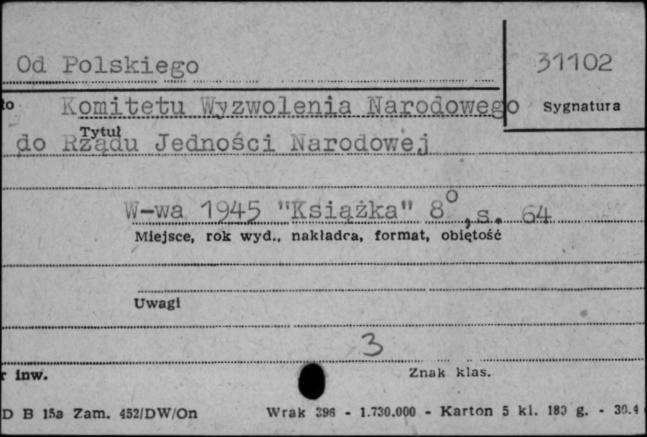 Od Polskiego 31102
Komitetu Wyzwolenia Narodowego Sygnatura
Tytuł
do Rządu Jedności Narodowej
W-wa 1945 "Książka" 8°, s. 64
Miejsce, rok wyd., nakładca, format, objętość
Uwagi
3
r inw. Znak klas.
D B 15a Zam. 452/DW/On Wrak 396 - 1.730.000 - Karton 5 kl. 180 g. - 30.4